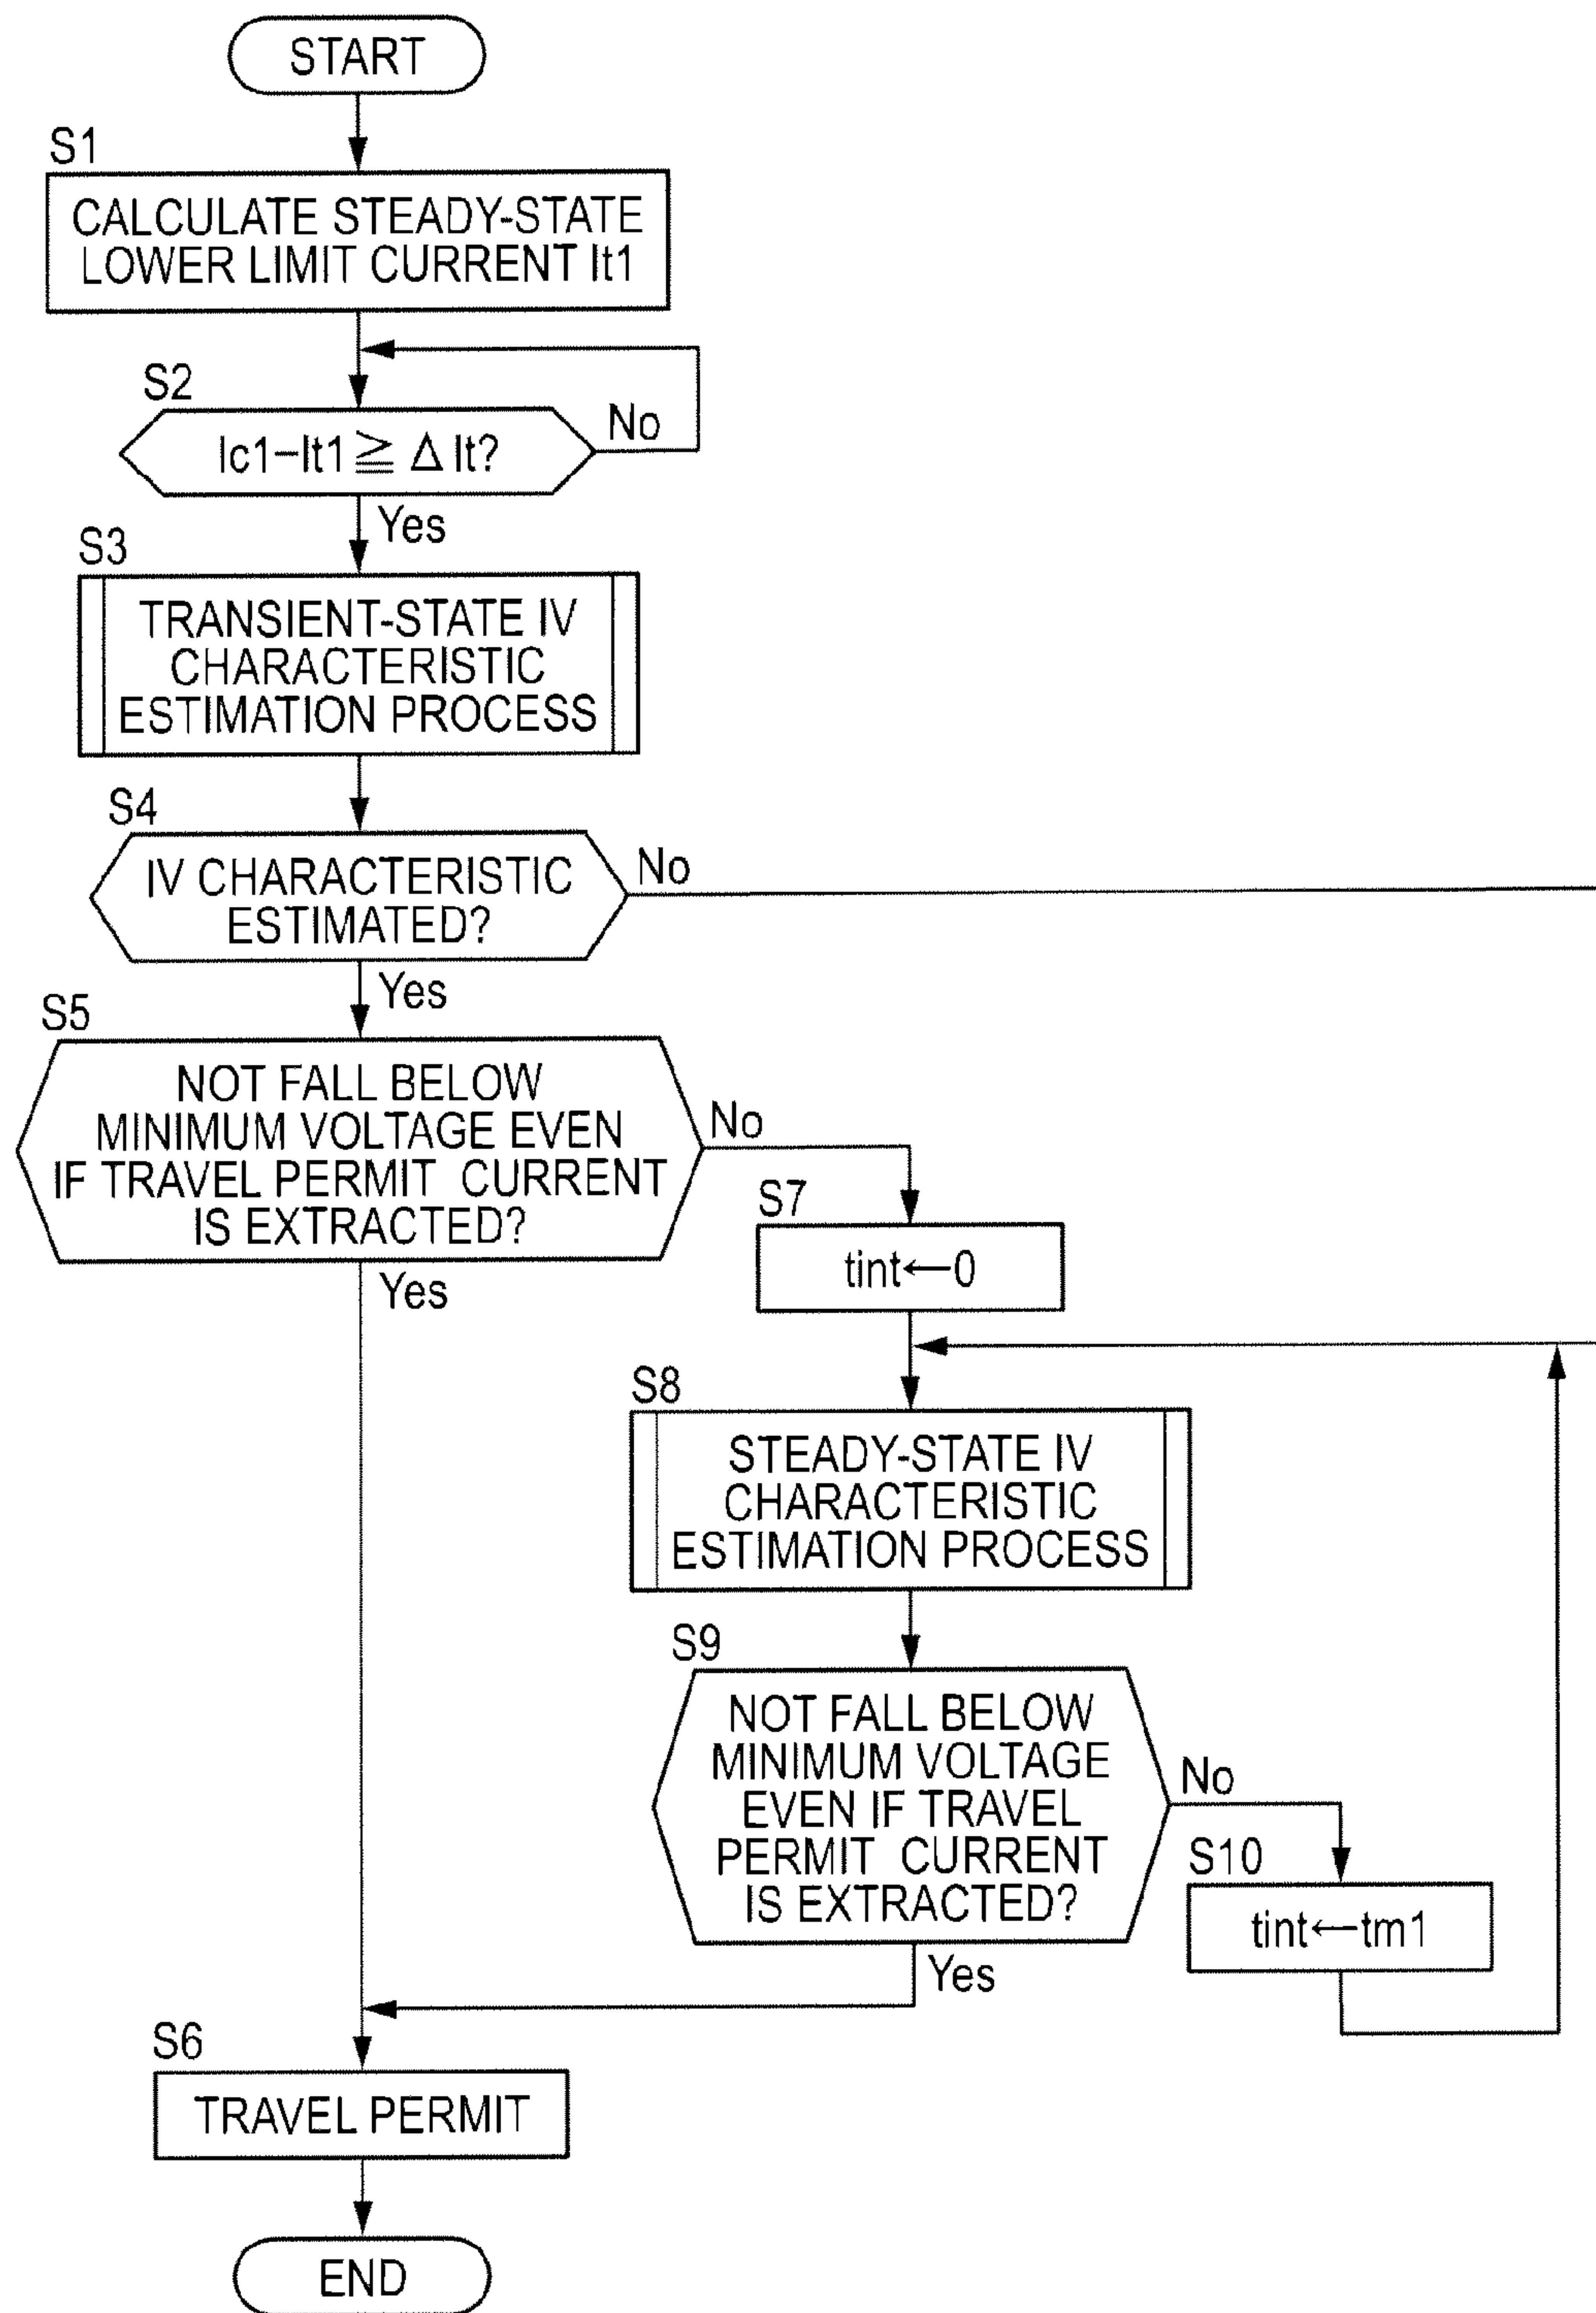 START
S1
CALCULATE STEADY-STATE
LOWER LIMIT CURRENT It1
S2
Ic1-It1 ≧ Δ It?
No
Yes
S3
TRANSIENT-STATE IV
CHARACTERISTIC
ESTIMATION PROCESS
S4
IV CHARACTERISTIC
ESTIMATED?
No
Yes
S5
NOT FALL BELOW
MINIMUM VOLTAGE EVEN
IF TRAVEL PERMIT CURRENT
IS EXTRACTED?
No
Yes
S7
tint←0
S8
STEADY-STATE IV
CHARACTERISTIC
ESTIMATION PROCESS
S9
NOT FALL BELOW
MINIMUM VOLTAGE
EVEN IF TRAVEL
PERMIT CURRENT
IS EXTRACTED?
No
Yes
S10
tint←tm1
S6
TRAVEL PERMIT
END